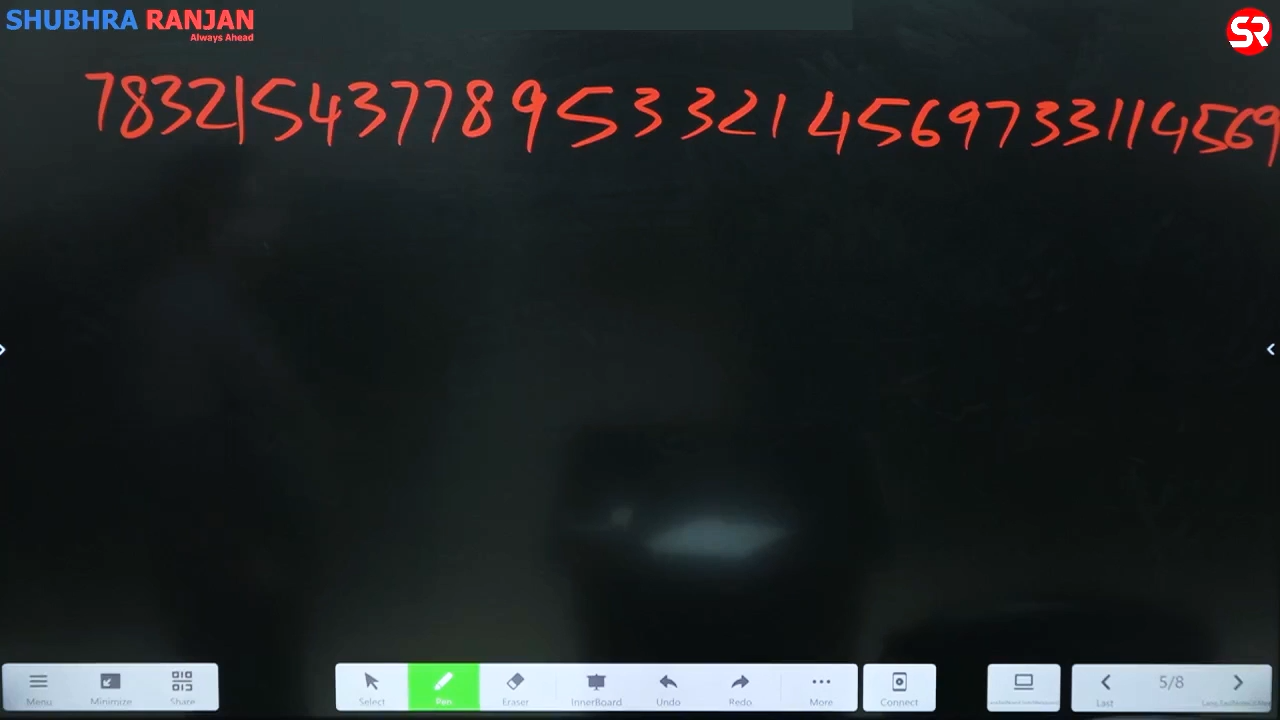 SHUBHRA RANJAN
Always Ahead
SR
783215437789533214569733114569
Menu
Minimize
Share
Select
Pen
Eraser
InnerBoard
Undo
Redo
More
Connect
Last
5/8